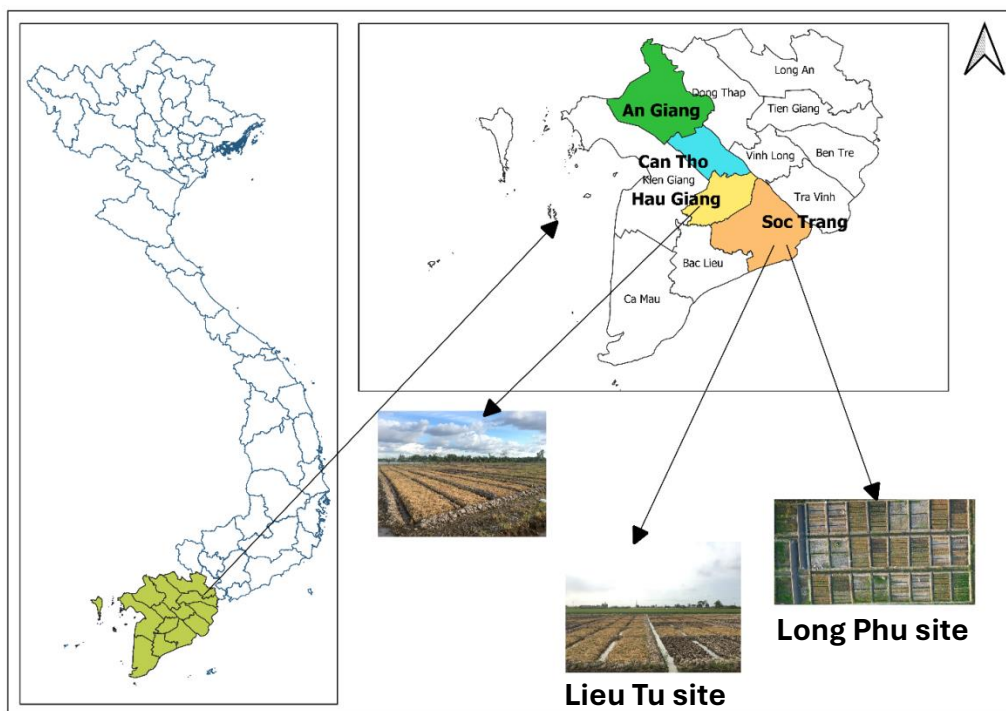 Long An
Dong Thap
An Giang
Tien Giang
Can Tho
Vinh Long
Ben Tre
Kien Giang
Hau Giang
Tra Vinh
Soc Trang
Bac Lieu
Ca Mau
Long Phu site
Lieu Tu site